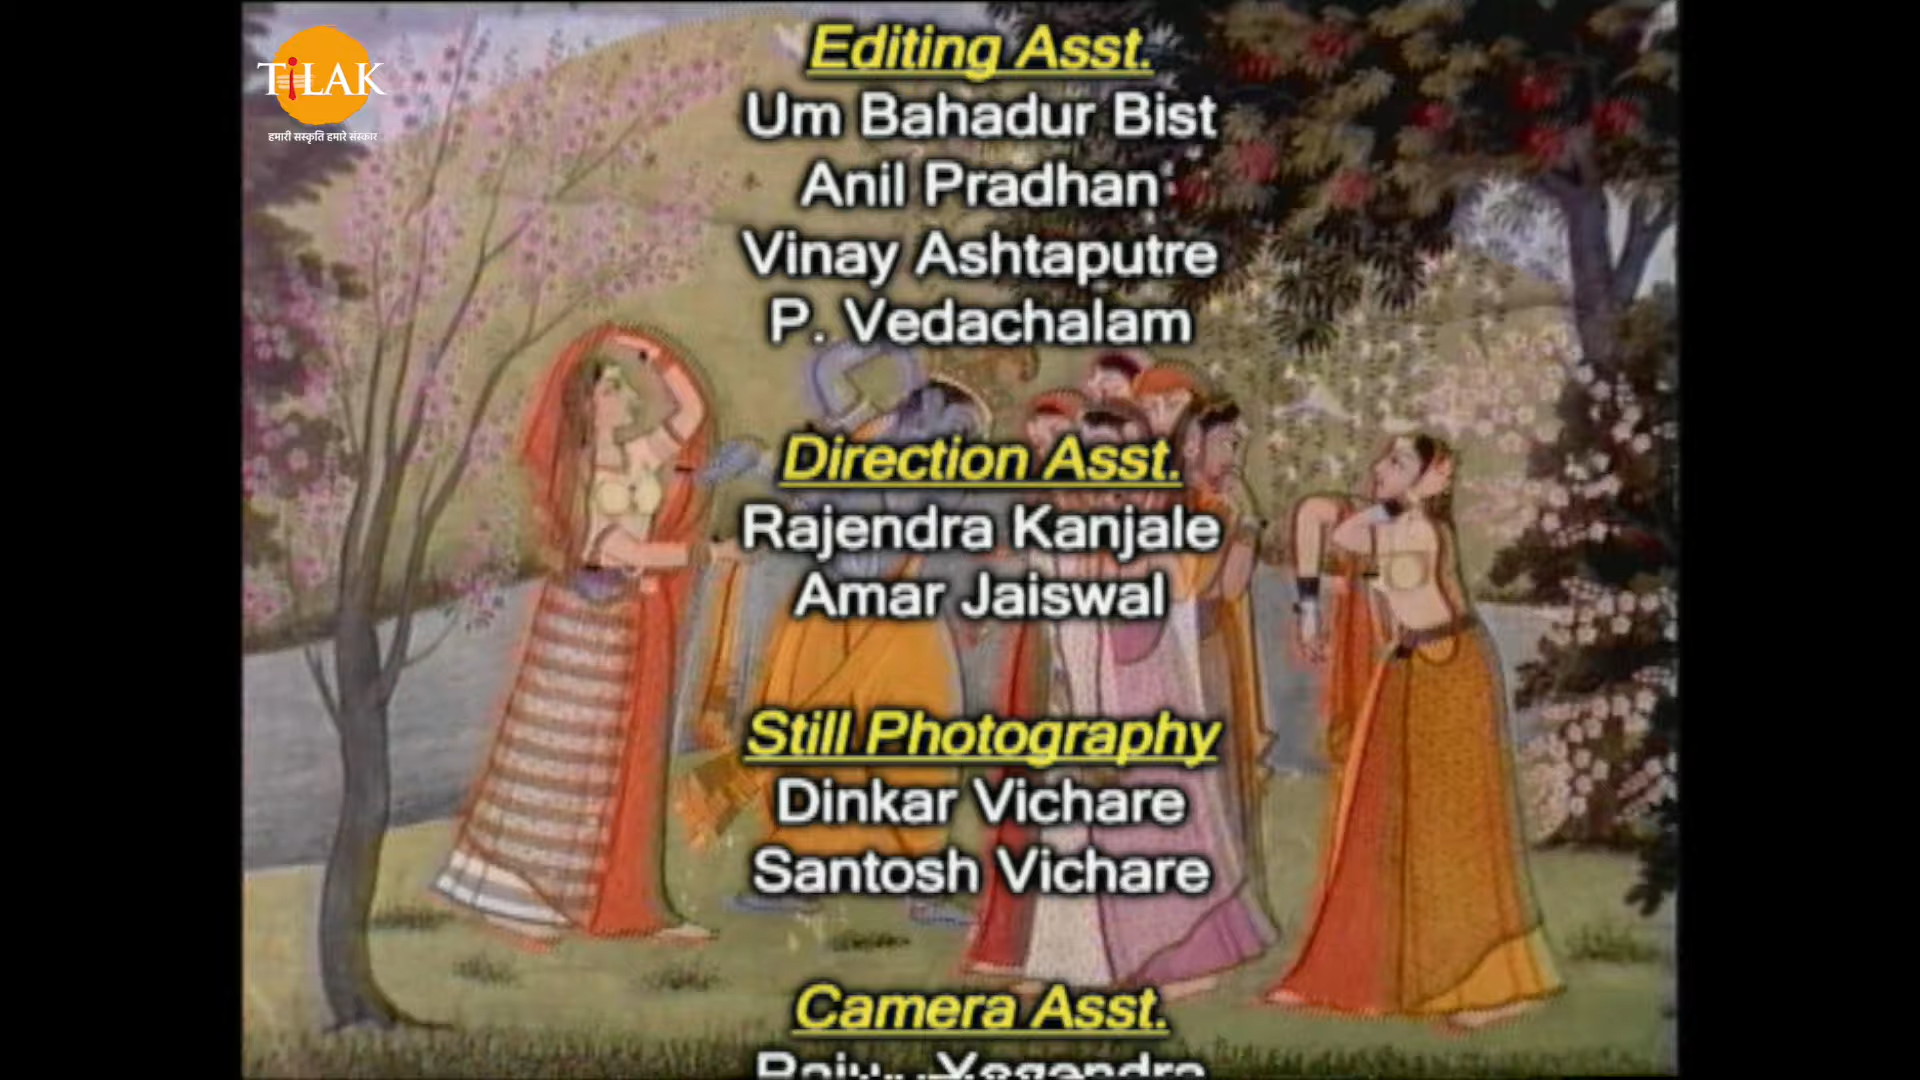 TiLAK
हमारी संस्कृति हमारे संस्कार
Editing Asst.
Um Bahadur Bist
Anil Pradhan
Vinay Ashtaputre
P. Vedachalam
Direction Asst.
Rajendra Kanjale
Amar Jaiswal
Still Photography
Dinkar Vichare
Santosh Vichare
Camera Asst.